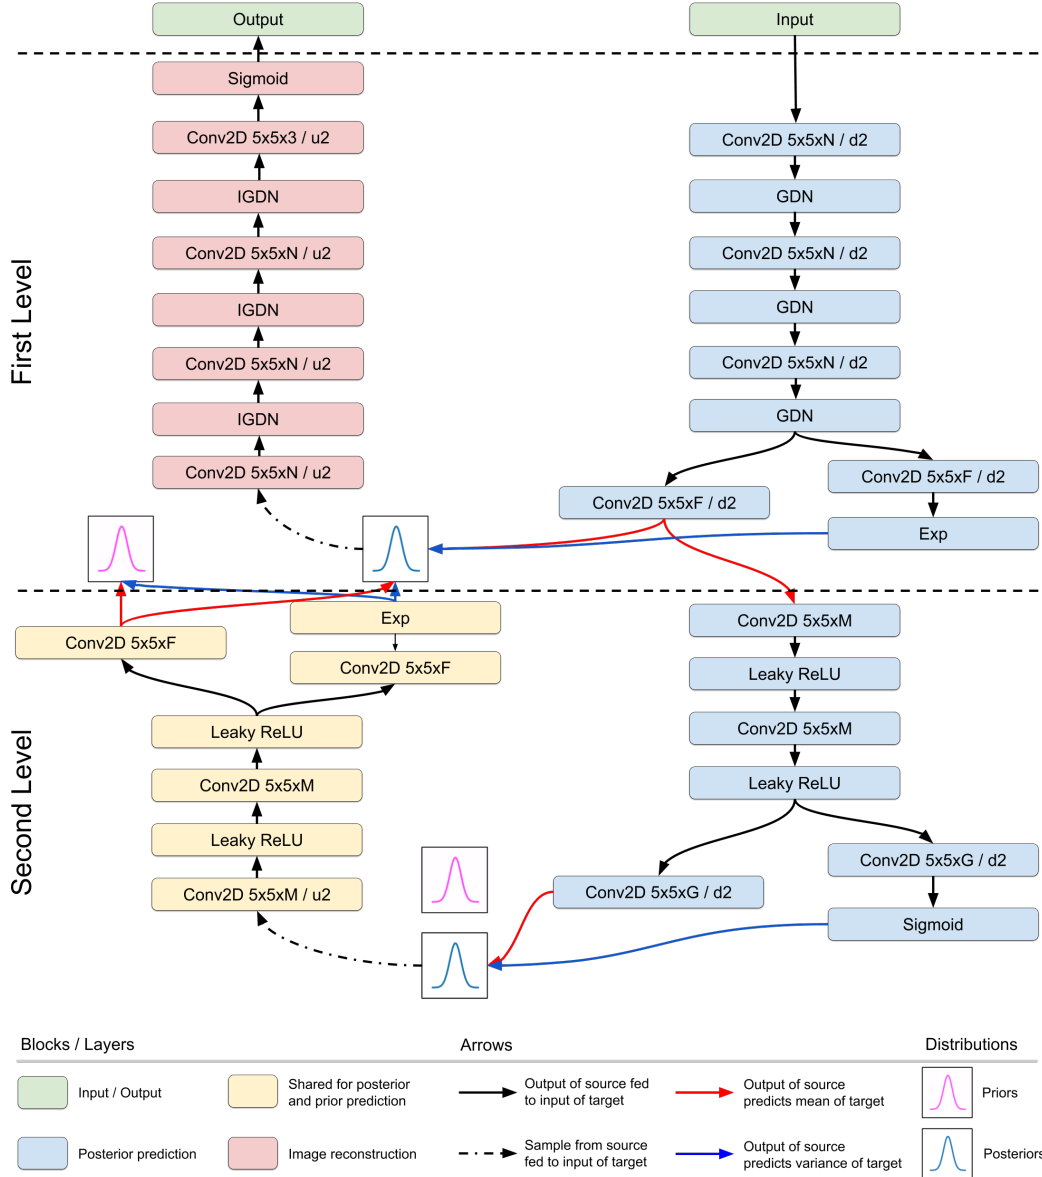 Output
Input
First Level
Sigmoid
Conv2D 5x5x3 / u2
IGDN
Conv2D 5x5xN / u2
IGDN
Conv2D 5x5xN / u2
IGDN
Conv2D 5x5xN / u2
Conv2D 5x5xN / d2
GDN
Conv2D 5x5xN / d2
GDN
Conv2D 5x5xN / d2
GDN
Conv2D 5x5xF / d2
Conv2D 5x5xF / d2
Exp
Second Level
Conv2D 5x5xF
Exp
Conv2D 5x5xF
Leaky ReLU
Conv2D 5x5xM
Leaky ReLU
Conv2D 5x5xM / u2
Conv2D 5x5xM
Leaky ReLU
Conv2D 5x5xM
Leaky ReLU
Conv2D 5x5xG / d2
Conv2D 5x5xG / d2
Sigmoid
Blocks / Layers
Arrows
Distributions
Input / Output
Shared for posterior
and prior prediction
Output of source fed
to input of target
Output of source
predicts mean of target
Priors
Posterior prediction
Image reconstruction
Sample from source
fed to input of target
Output of source
predicts variance of target
Posteriors